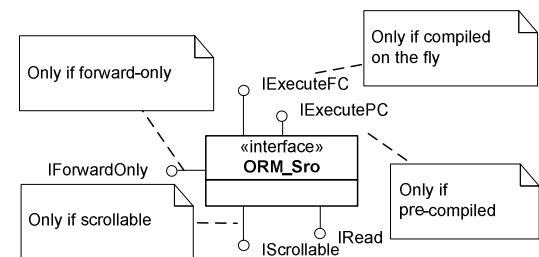 Only if compiled
on the fly
Only if forward-only
IExecuteFC
IExecutePC
«interface»
ORM_Sro
IForwardOnly
Only if
pre-compiled
Only if scrollable
IRead
IScrollable